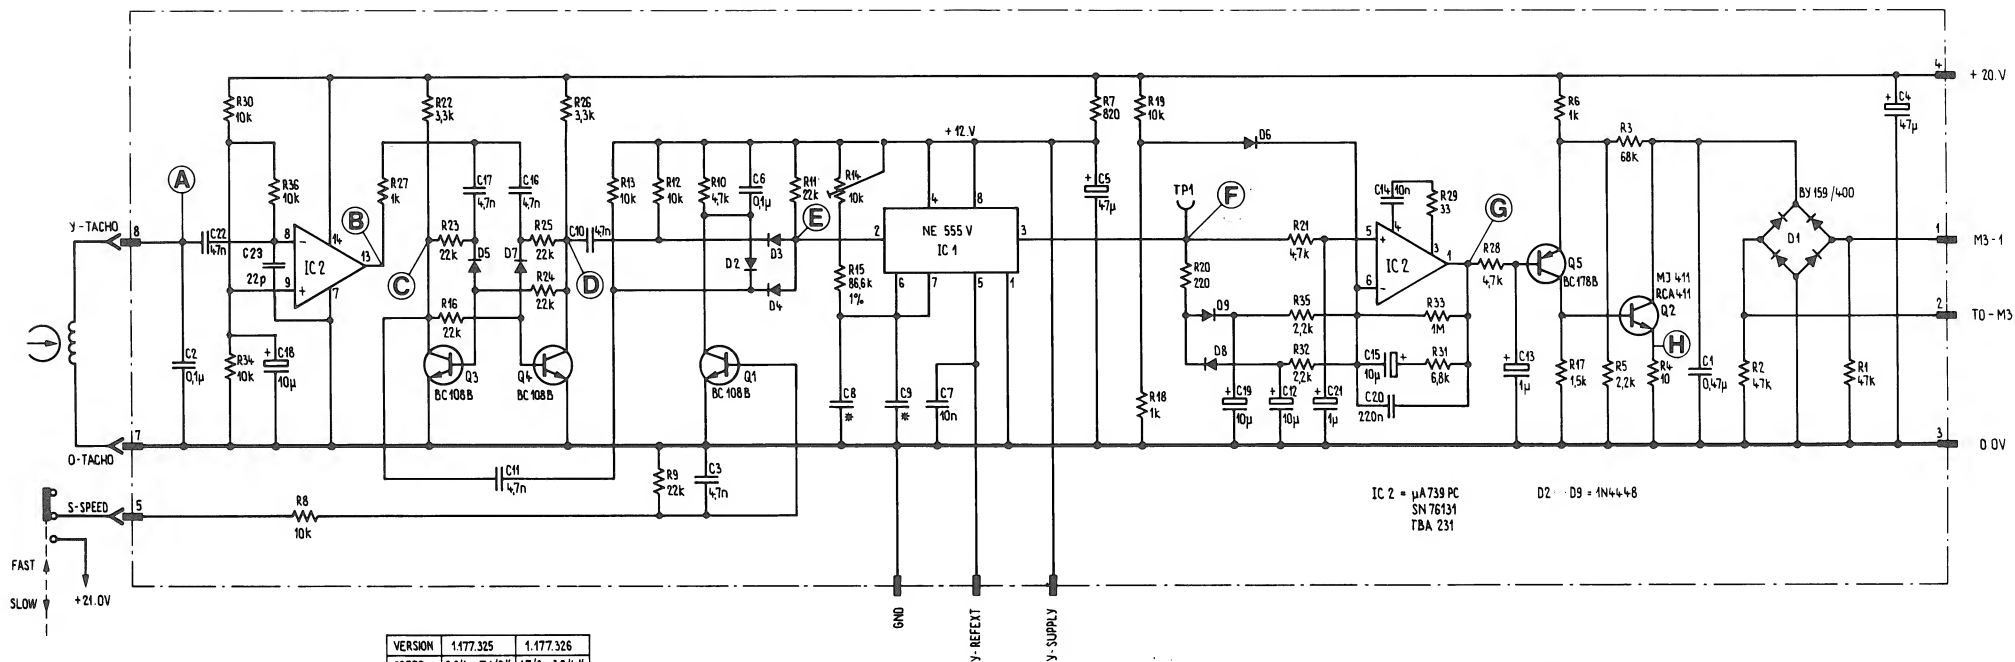 4
+ 20.V
R30
10k
R22
3,3k
R26
3,3k
R7
820
R19
10k
R6
1k
C4
+
47µ
+ 12.V
D6
R3
68k
A
R36
10k
R27
1k
C17
4,7n
C16
4,7n
R13
10k
R12
10k
R10
4,7k
C6
0,1µ
R11
22k
R14
10k
C5
+
47µ
TP1
F
C14
10n
R29
33
BY 159/400
Y-TACHO
8
C22
47n
C23
22p
8
-
14
IC 2
13
9
+
7
B
R23
22k
D5
R25
22k
D7
C10
4,7n
R24
22k
R16
22k
C
D
D2
D3
D4
E
R15
86,6k
1%
4
8
2
NE 555 V
IC 1
3
6
7
5
1
R21
4,7k
R20
220
D9
D8
R35
2,2k
R32
2,2k
5
+
4
3
IC 2
1
6
-
G
R28
4,7k
R33
1M
C15
10µ
+
R31
6,8k
C20
220n
Q5
BC178B
MJ 411
RCA411
Q2
H
D1
1
M3-1
2
TO-M3
C2
0,1µ
R34
10k
+
C18
10µ
Q3
BC 108B
Q4
BC 108B
Q1
BC 108B
C8
*
C9
*
C7
10n
R18
1k
+
C19
10µ
+
C12
10µ
+
C21
1µ
+
C13
1µ
R17
1,5k
R5
2,2k
R4
10
C1
0,47µ
R2
47k
R1
47k
7
O-TACHO
3
0.0V
C11
4,7n
R9
22k
C3
4,7n
S-SPEED
5
R8
10k
IC 2 = µA 739 PC
SN 76131
TBA 231
D2 ··· D9 = 1N4448
FAST
SLOW
+21.0V
GND
Y-REFEXT
Y-SUPPLY
VERSION 1.177.325 1.177.326